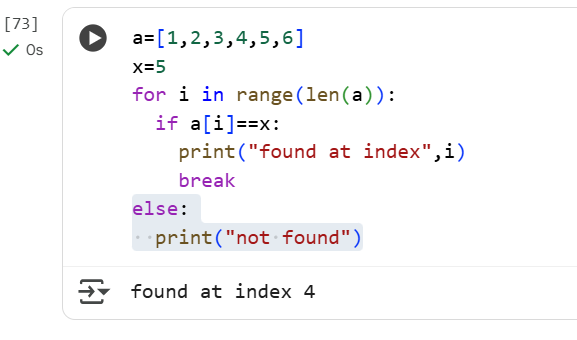 [73]
0s
a=[1,2,3,4,5,6]
x=5
for i in range(len(a)):
  if a[i]==x:
    print("found at index",i)
    break
else:
  print("not found")
found at index 4